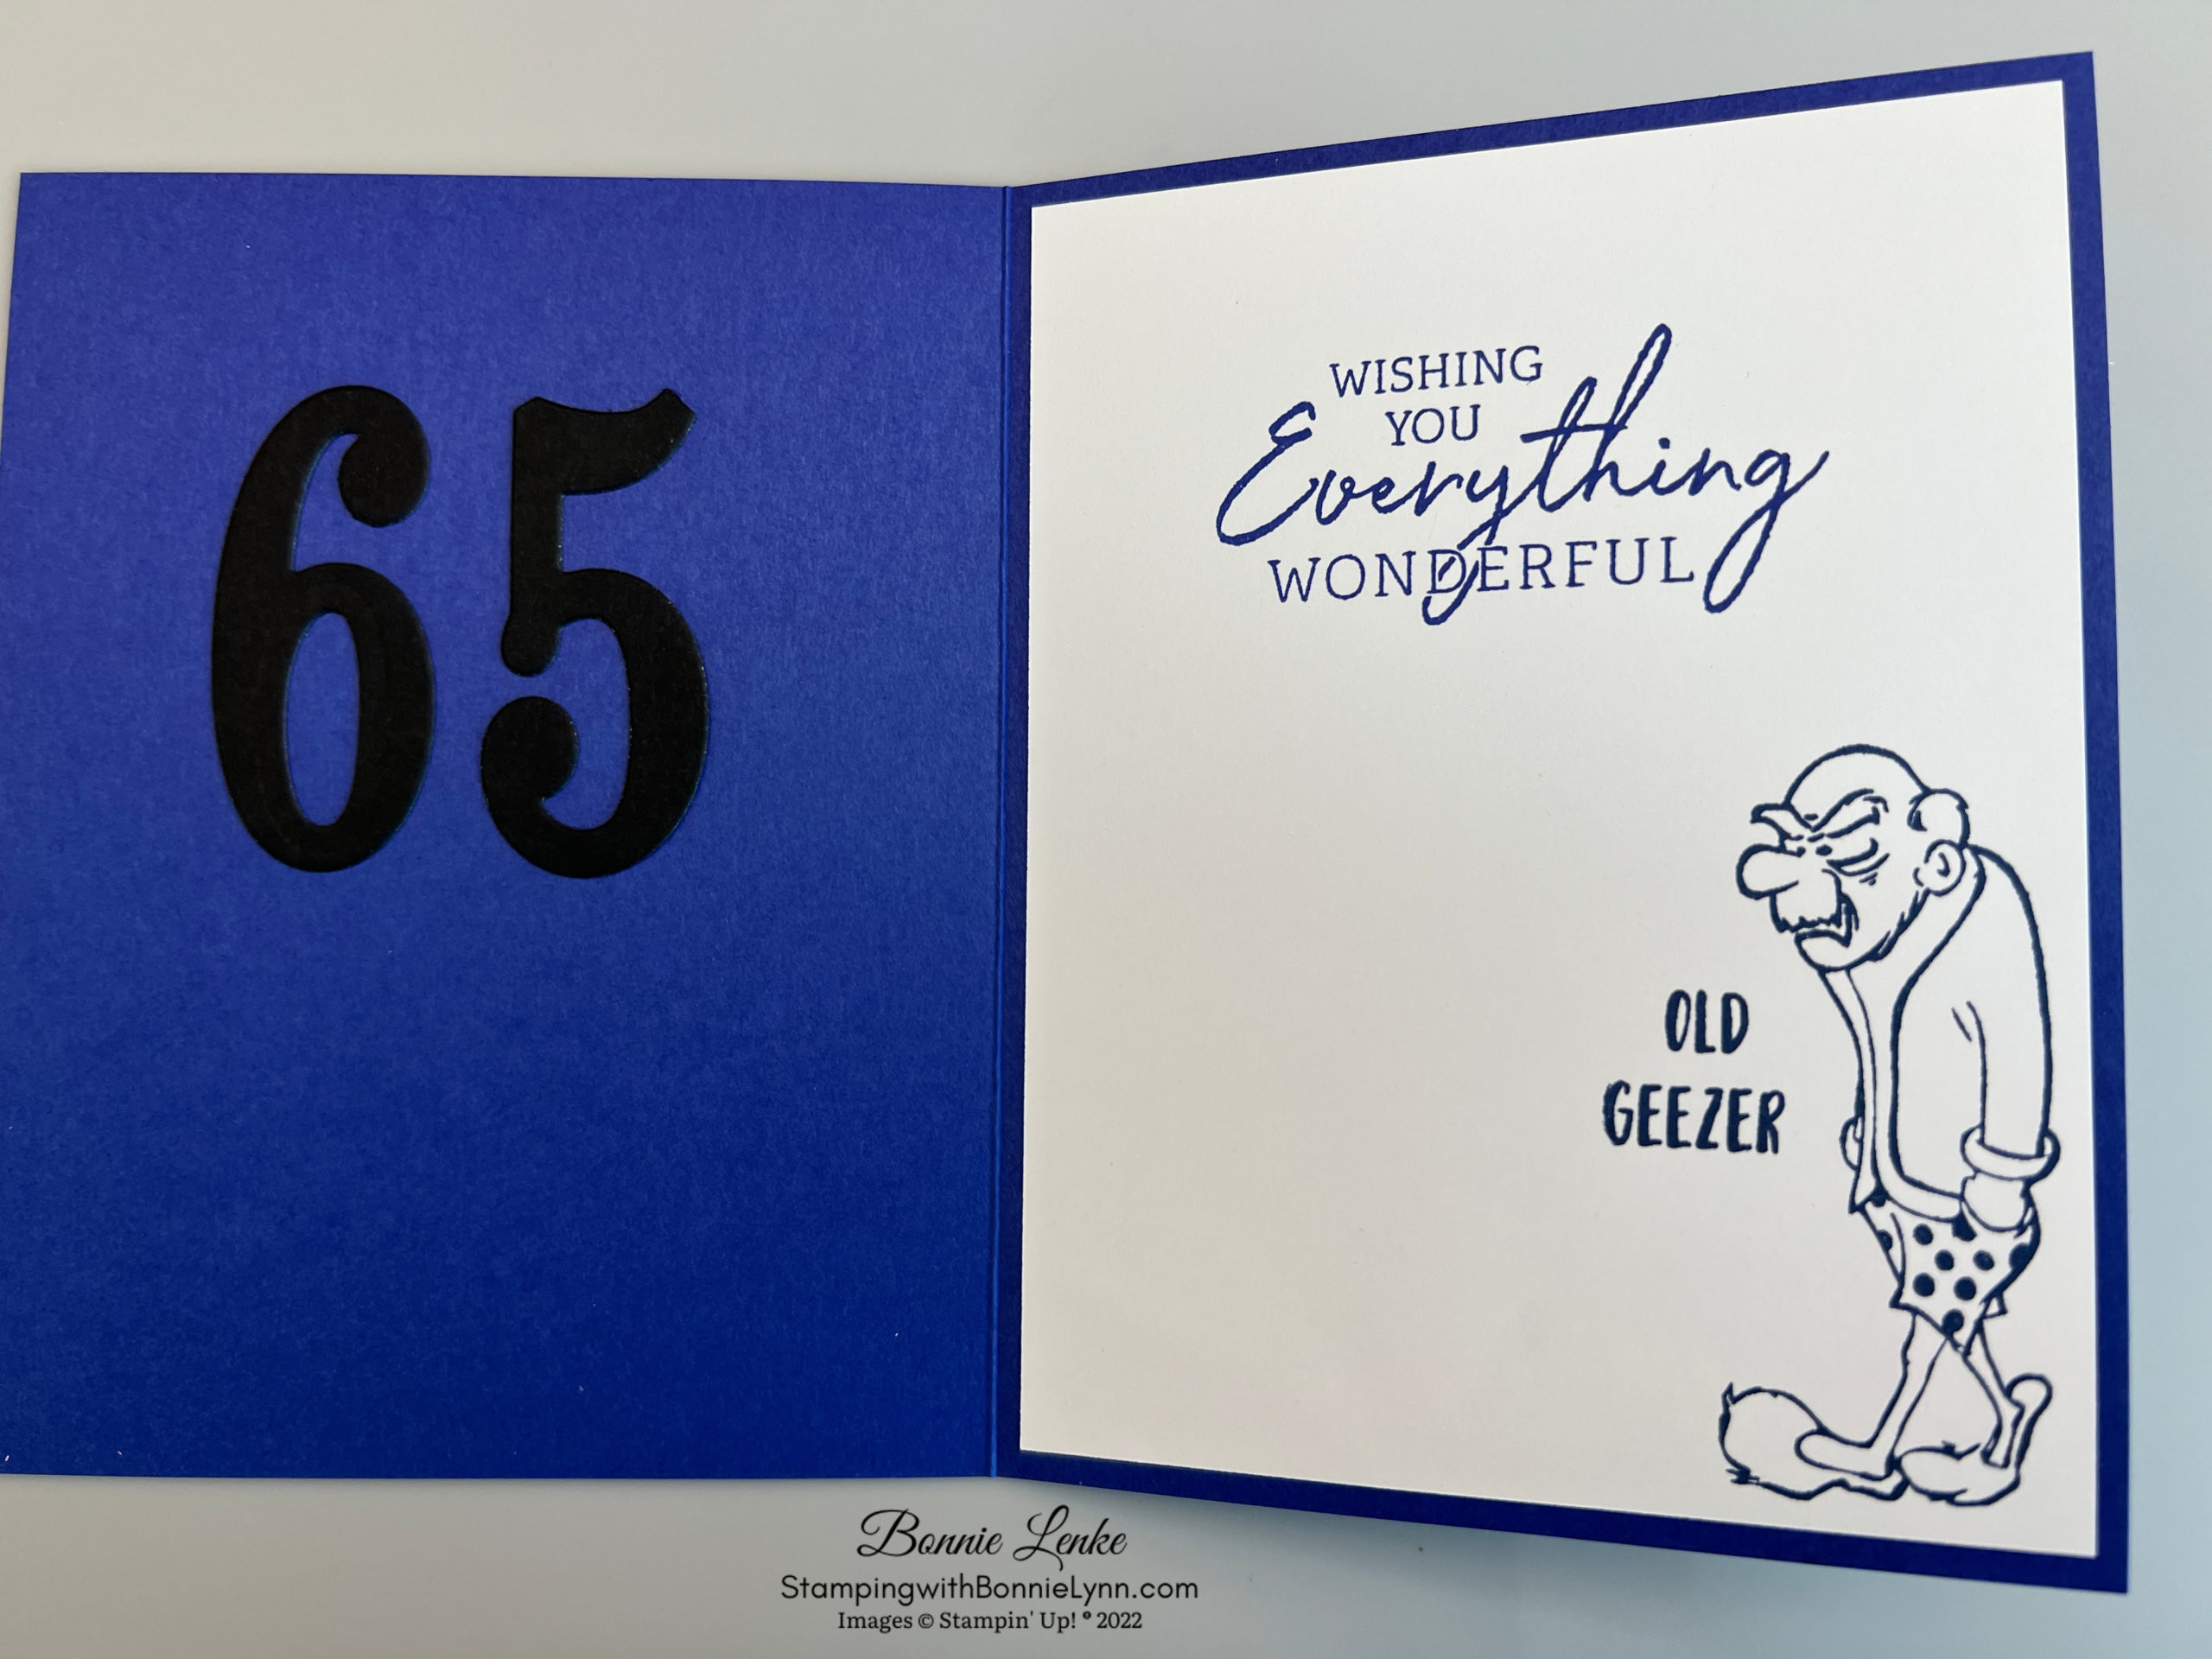 65
WISHING
YOU
Everything
WONDERFUL
OLD
GEEZER
Bonnie Lenke
StampingwithBonnieLynn.com
Images © Stampin' Up! ® 2022